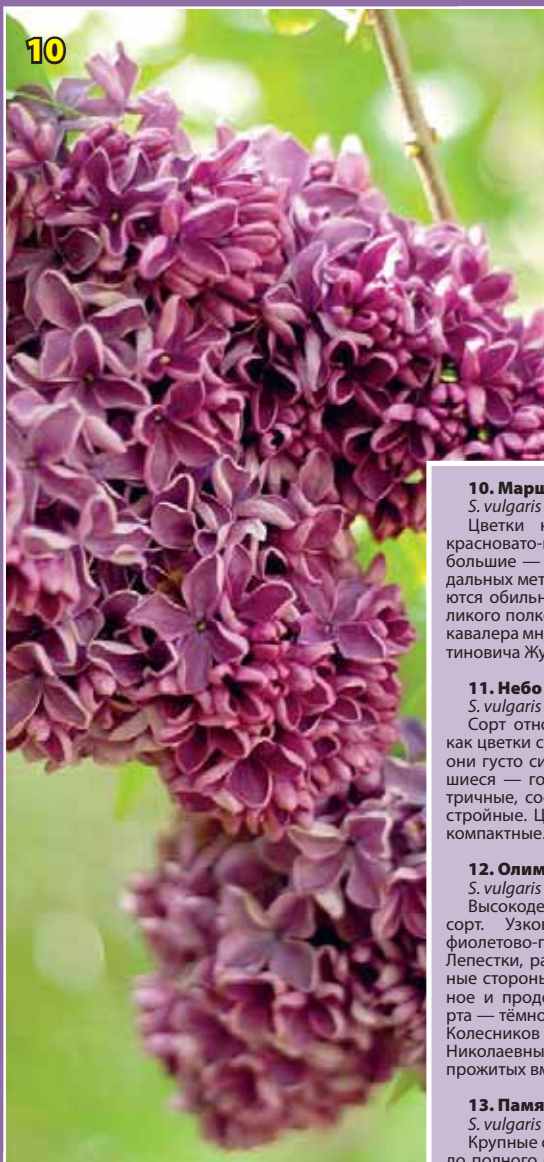 10
10. Марш
S. vulgaris
Цветки
красновато-
большие —
дальных мет
ются обильн
ликого полк
кавалера мн
тиновича Жу
11. Небо
S. vulgaris
Сорт отно
как цветки с
они густо си
шиеся — го
тричные, со
стройные. Ц
компактные.
12. Олим
S. vulgaris
Высокоде
сорт. Узко
фиолетово-п
Лепестки, ра
ные стороны
ное и прод
рта — тёмно
Колесников
Николаевны
прожитых вм
13. Памя
S. vulgaris
Крупные